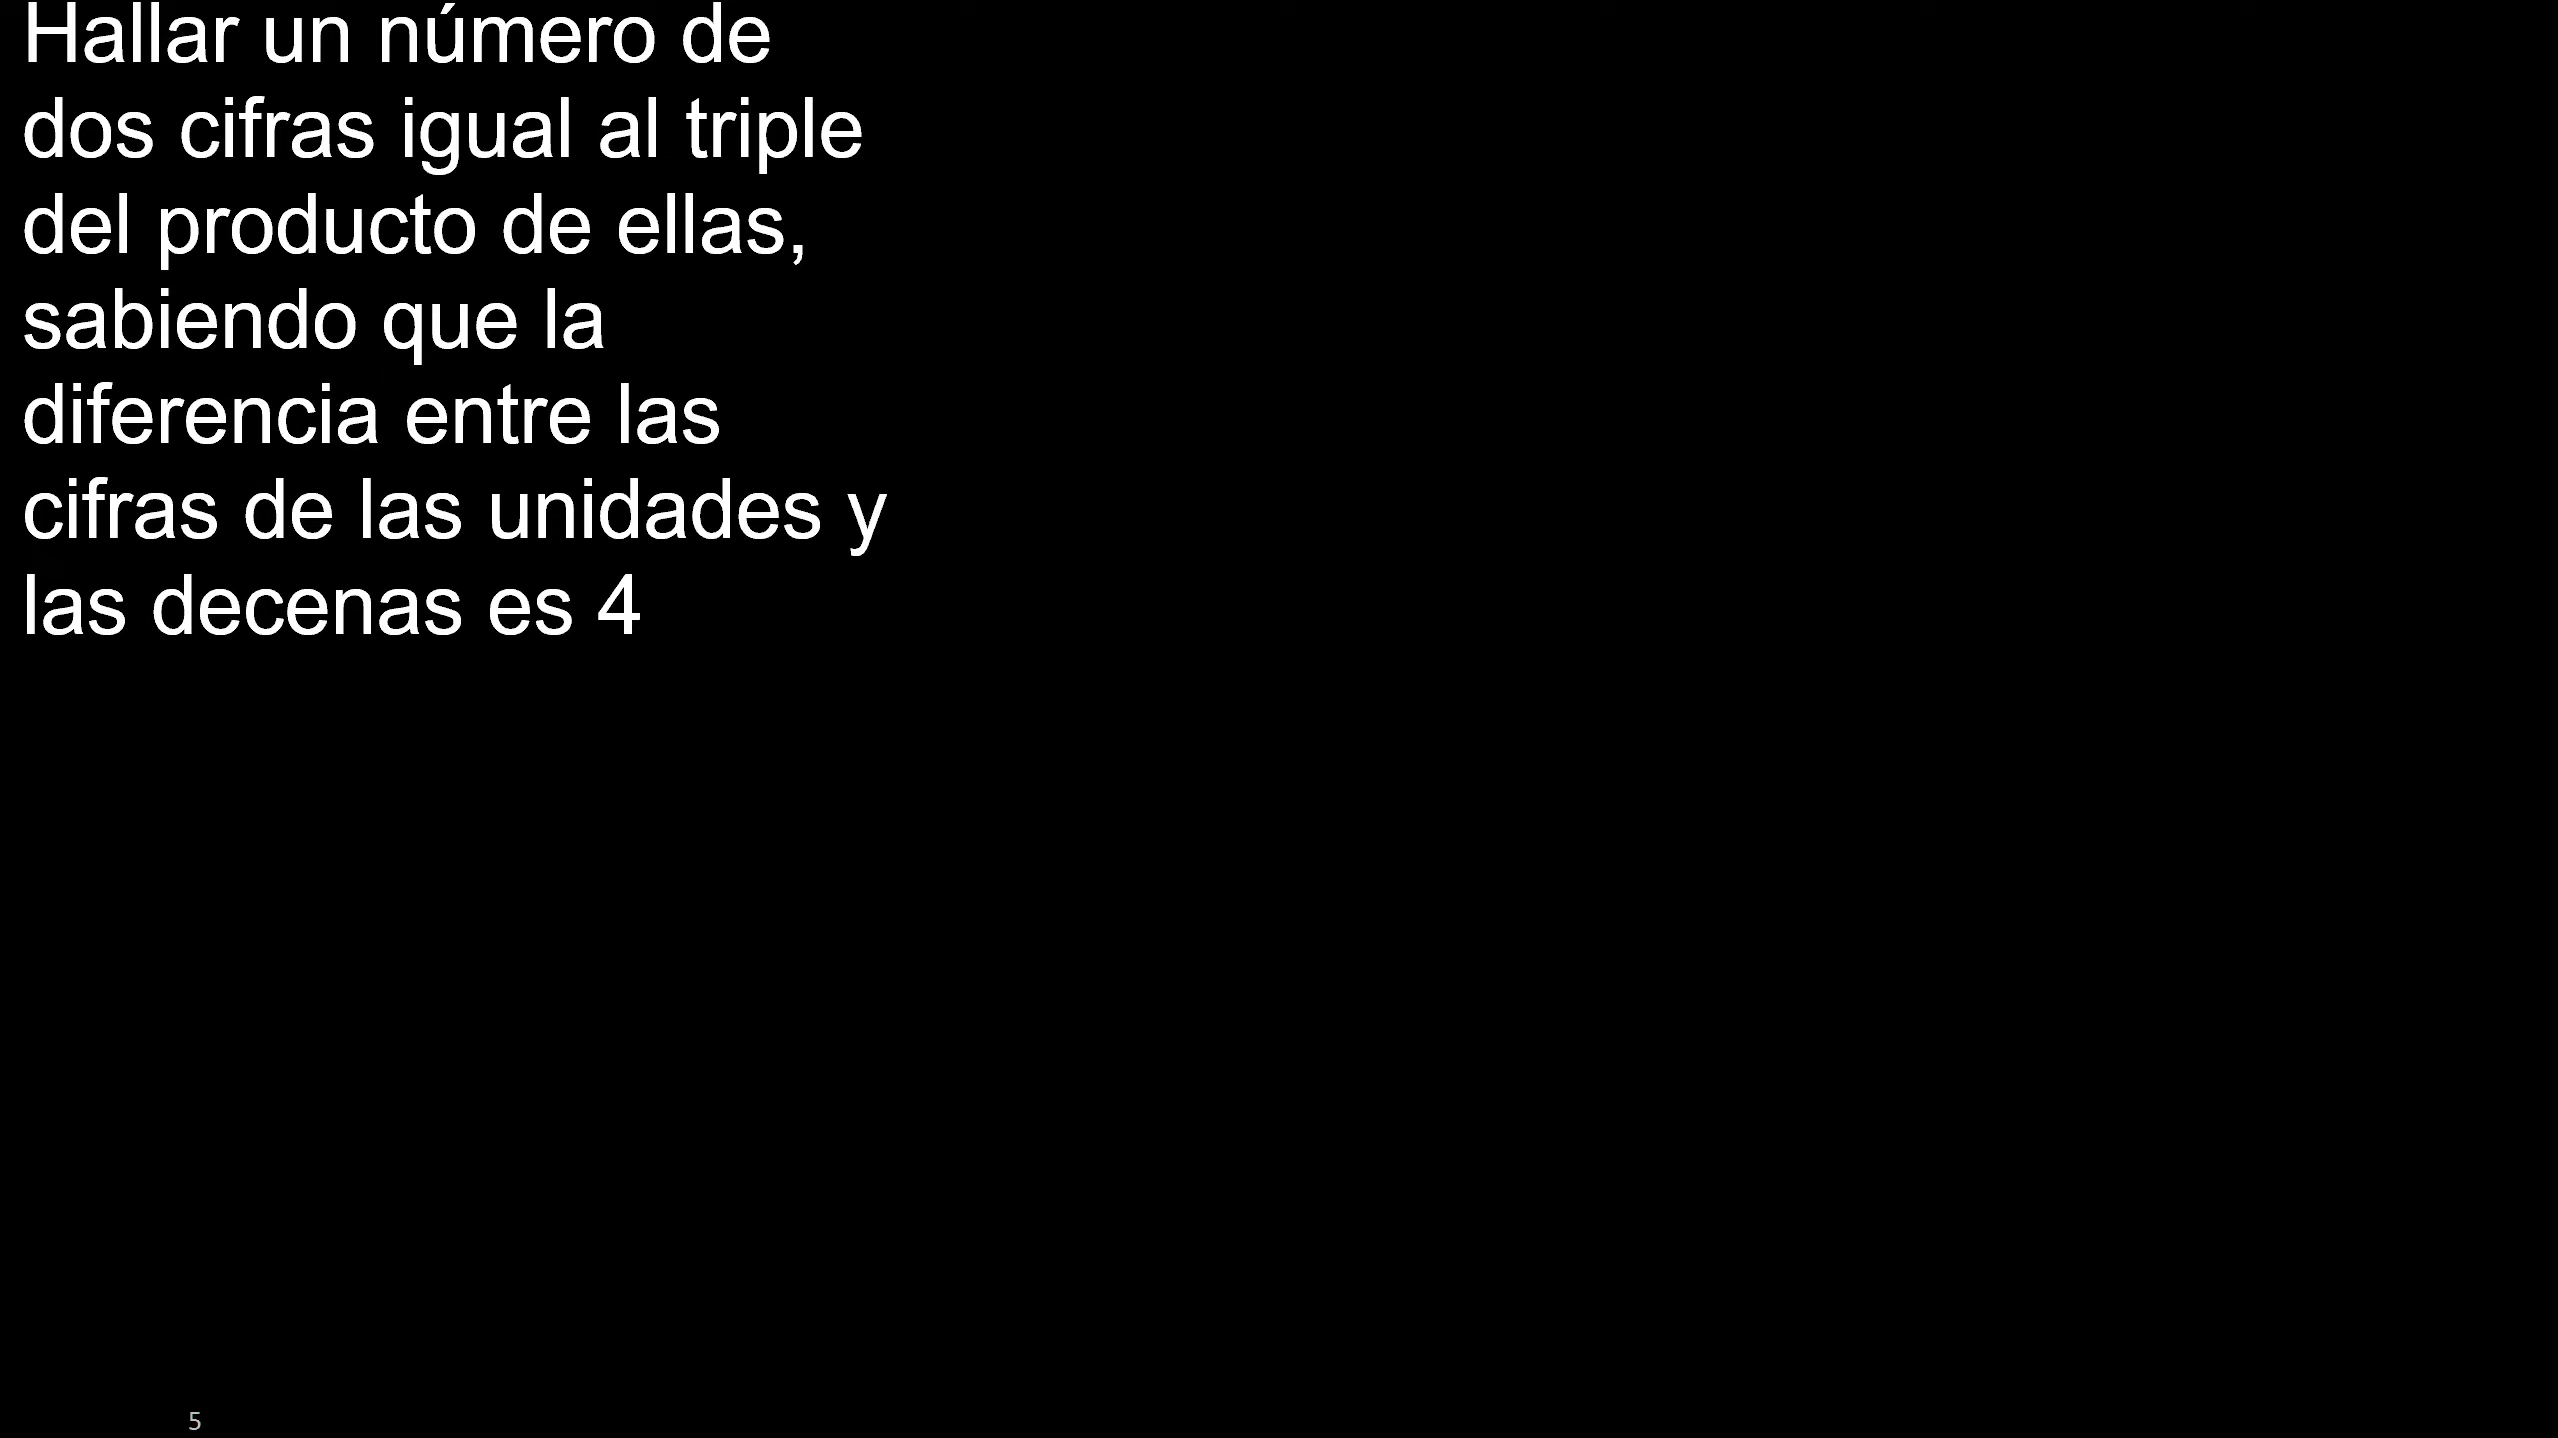 Hallar un número de
dos cifras igual al triple
del producto de ellas,
sabiendo que la
diferencia entre las
cifras de las unidades y
las decenas es 4
5